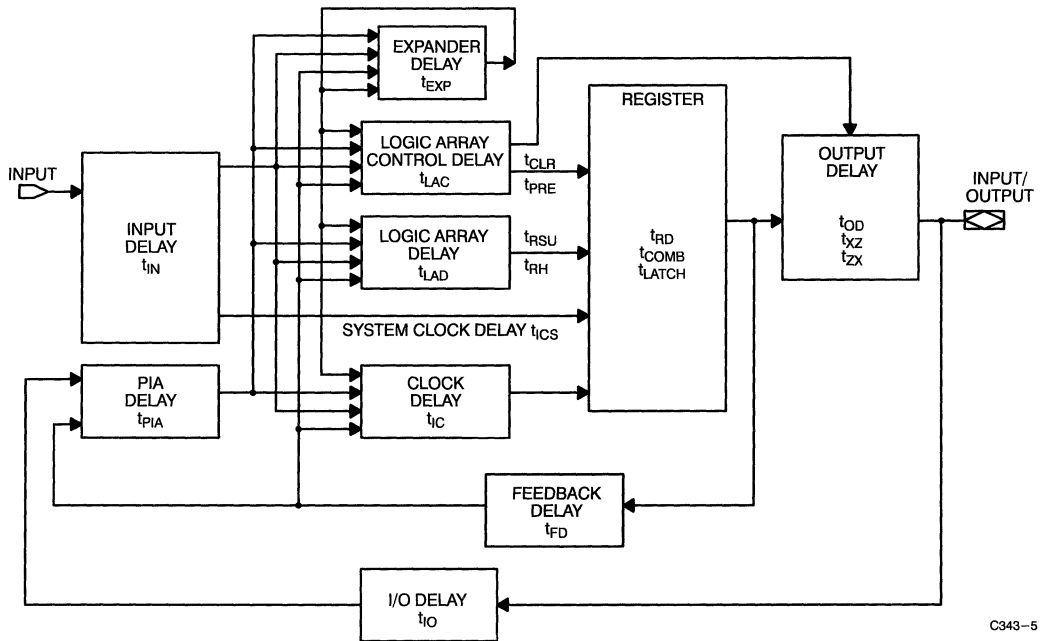 EXPANDER
DELAY
tEXP
REGISTER
LOGIC ARRAY
CONTROL DELAY
tLAC
tCLR
tPRE
OUTPUT
DELAY
tOD
tXZ
tZX
INPUT
INPUT/
OUTPUT
INPUT
DELAY
tIN
LOGIC ARRAY
DELAY
tLAD
tRSU
tRH
tRD
tCOMB
tLATCH
SYSTEM CLOCK DELAY tICS
PIA
DELAY
tPIA
CLOCK
DELAY
tIC
FEEDBACK
DELAY
tFD
I/O DELAY
tIO
C343–5